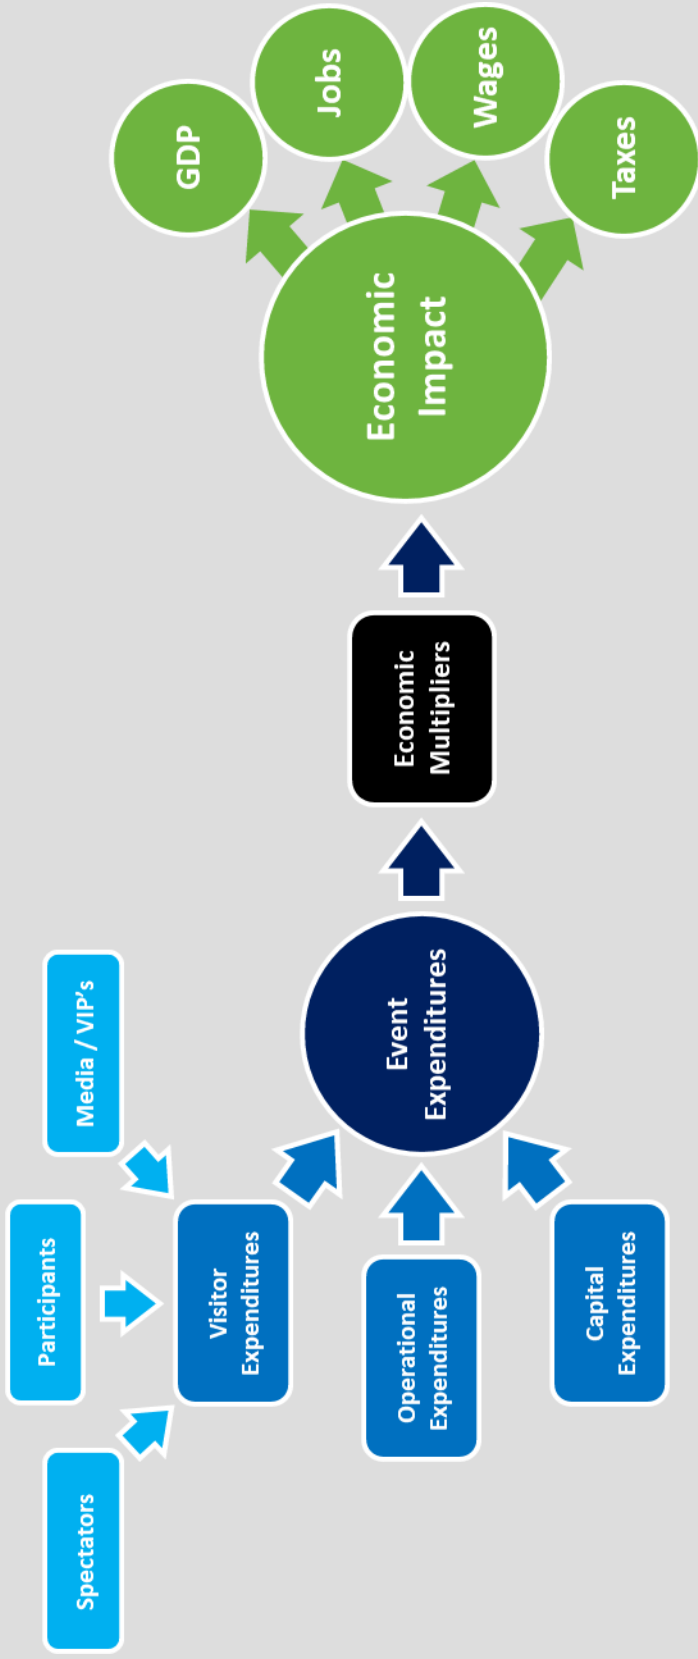 Spectators
Participants
Media / VIP's
Visitor
Expenditures
Operational
Expenditures
Capital
Expenditures
Event
Expenditures
Economic
Multipliers
Economic
Impact
GDP
Jobs
Wages
Taxes